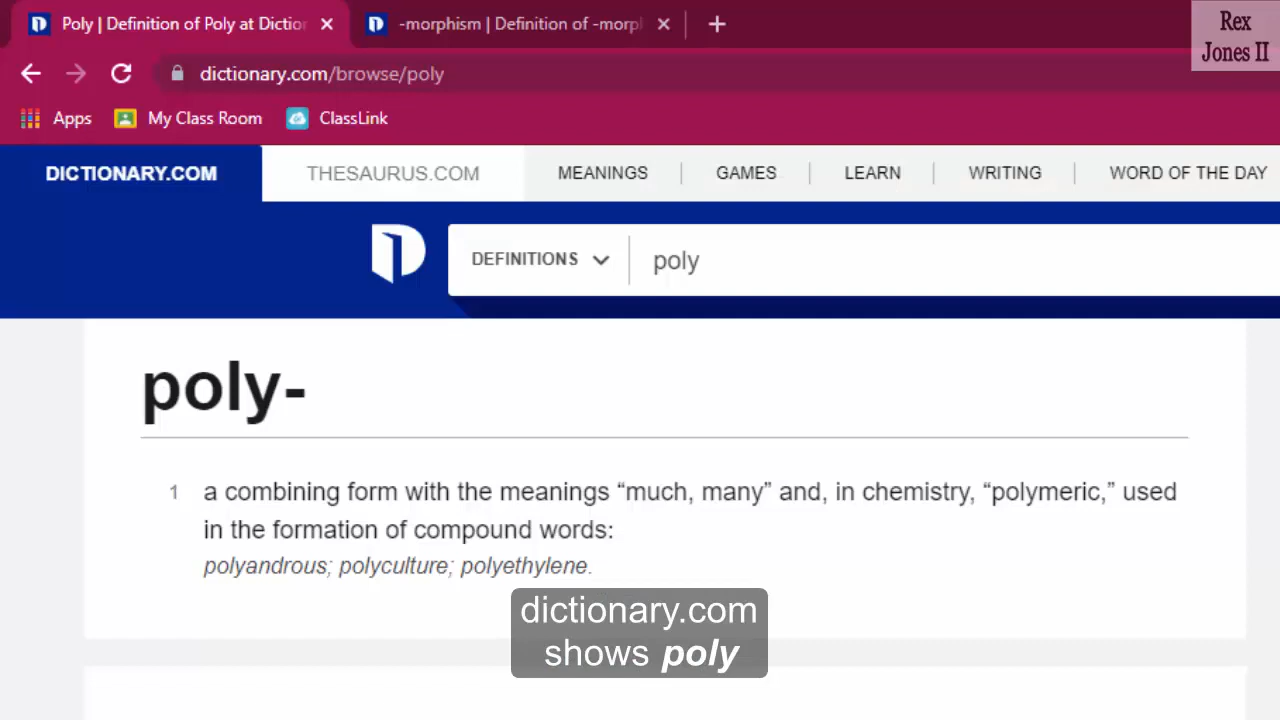 Poly | Definition of Poly at Diction
-morphism | Definition of -morph
Rex
Jones II
dictionary.com/browse/poly
Apps
My Class Room
ClassLink
DICTIONARY.COM
THESAURUS.COM
MEANINGS
GAMES
LEARN
WRITING
WORD OF THE DAY
DEFINITIONS
poly
poly-
1 a combining form with the meanings “much, many” and, in chemistry, “polymeric,” used
in the formation of compound words:
polyandrous; polyculture; polyethylene.
dictionary.com
shows poly